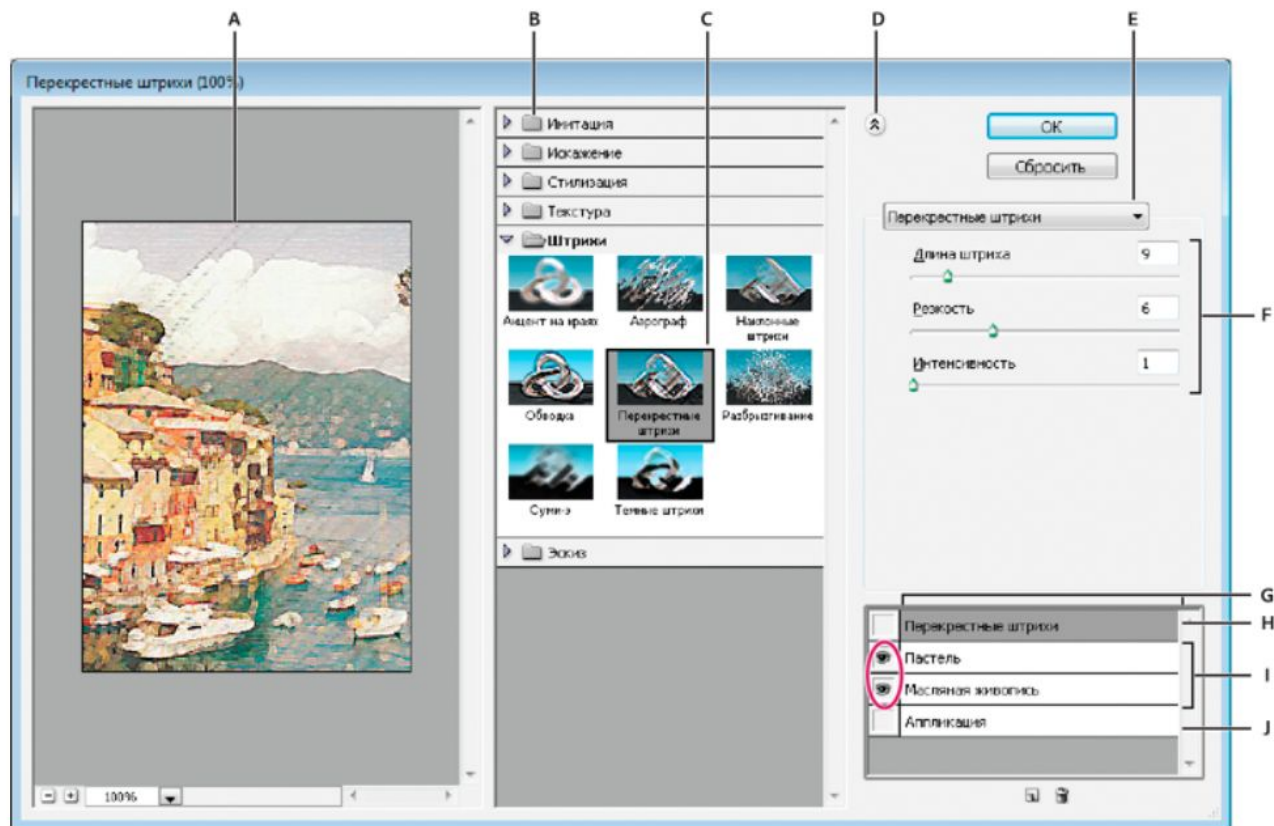 A B C D E
Перекрестные штрихи (100%)
Имитация
Искажение
Стилизация
Текстура
Штрихи
Акцент на краях Аэрограф Наклонные
штрихи
Обводка Перекрестные Разбрызгивание
штрихи
Суми-э Темные штрихи
Эскиз
100%
OK
Сбросить
Перекрестные штрихи
Длина штриха 9
Резкость 6
Интенсивность 1
F
G
Перекрестные штрихи H
Пастель
I
Масляная живопись
Аппликация J